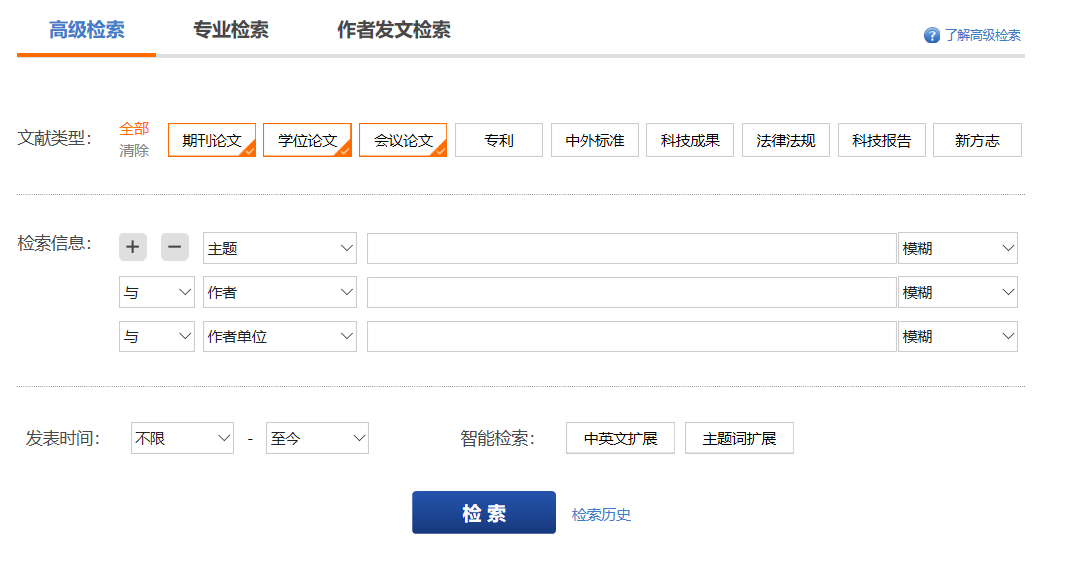 高级检索 专业检索 作者发文检索 ? 了解高级检索
文献类型： 全部 清除 期刊论文 学位论文 会议论文 专利 中外标准 科技成果 法律法规 科技报告 新方志
检索信息： + - 主题 模糊
与 作者 模糊
与 作者单位 模糊
发表时间： 不限 - 至今 智能检索： 中英文扩展 主题词扩展
检索 检索历史